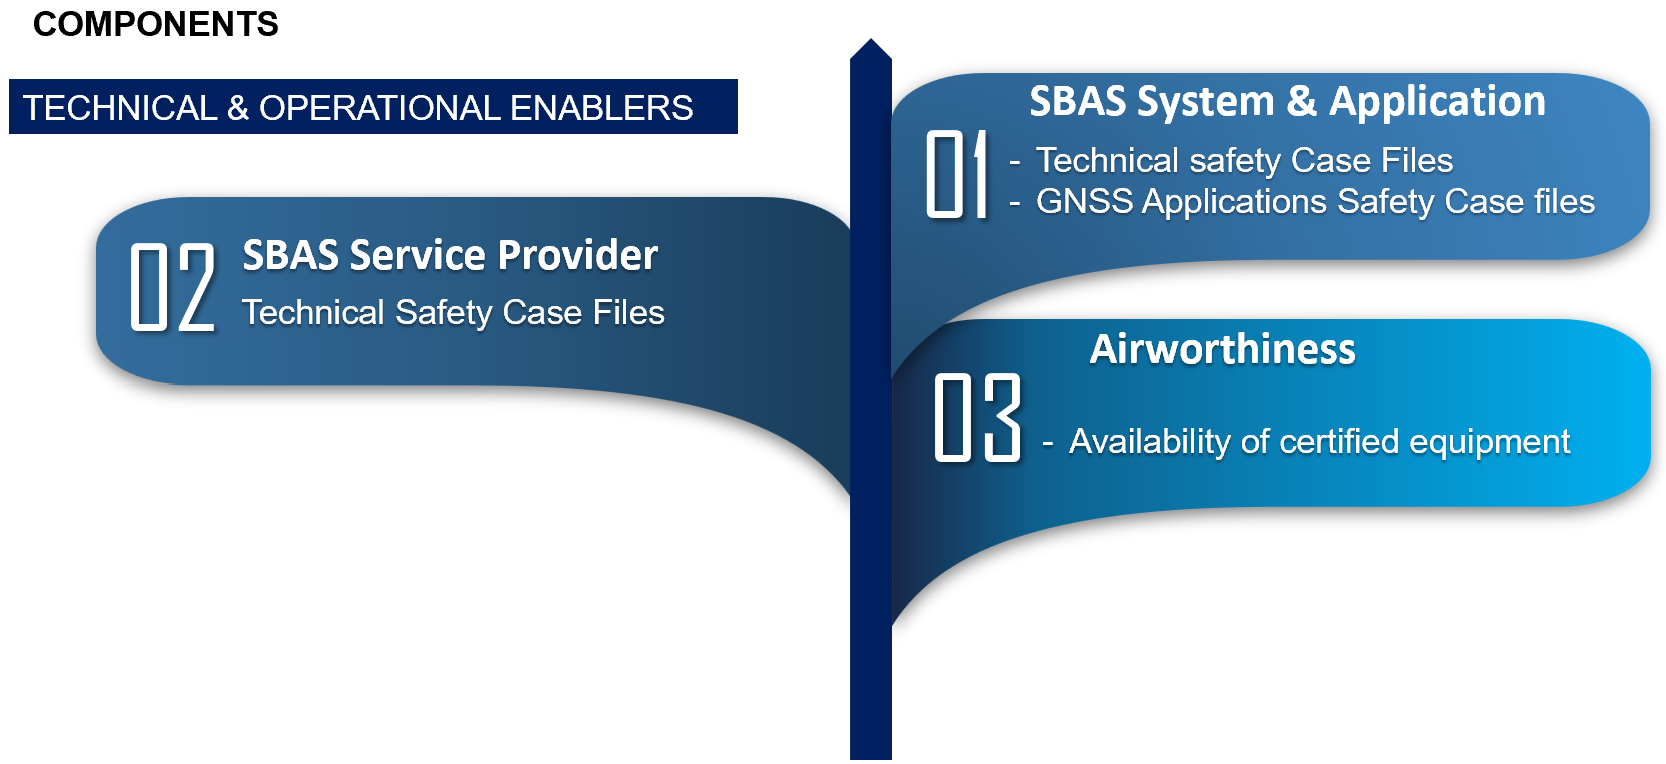 COMPONENTS
TECHNICAL & OPERATIONAL ENABLERS
01
SBAS System & Application
- Technical safety Case Files
- GNSS Applications Safety Case files
02
SBAS Service Provider
Technical Safety Case Files
03
Airworthiness
- Availability of certified equipment